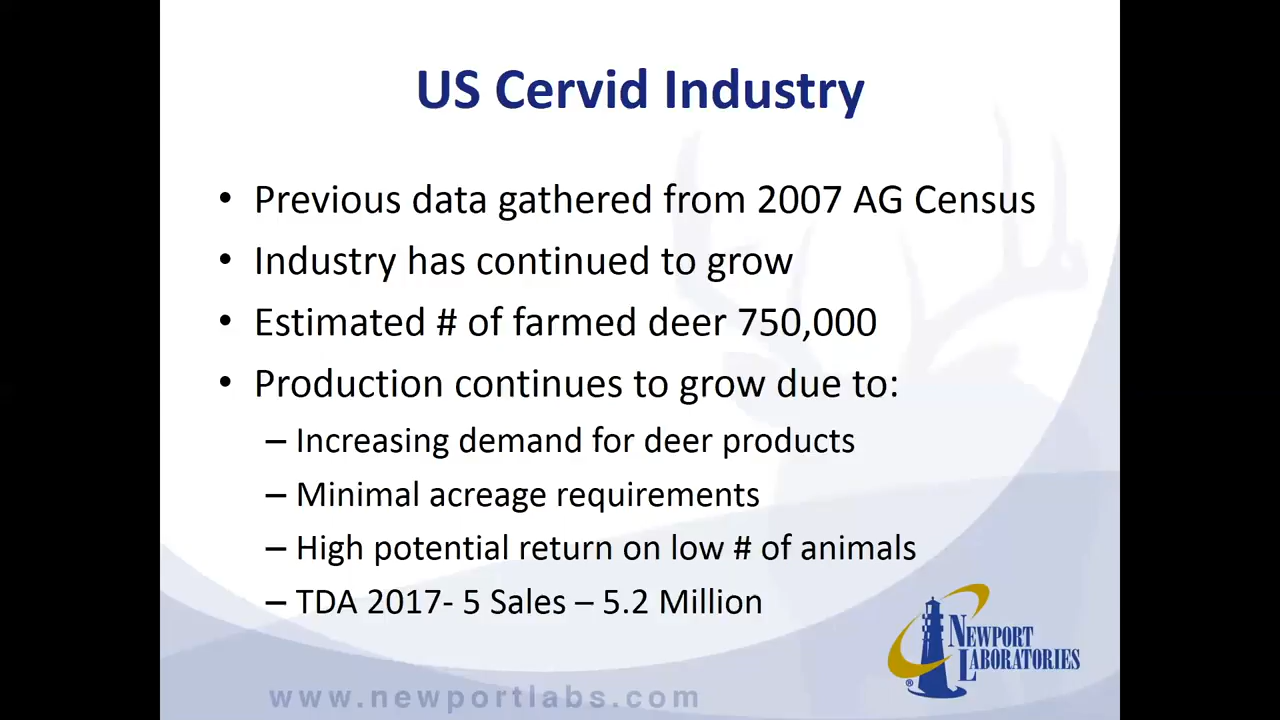 US Cervid Industry
• Previous data gathered from 2007 AG Census
• Industry has continued to grow
• Estimated # of farmed deer 750,000
• Production continues to grow due to:
– Increasing demand for deer products
– Minimal acreage requirements
– High potential return on low # of animals
– TDA 2017- 5 Sales – 5.2 Million
NEWPORT
LABORATORIES
®
www.newportlabs.com